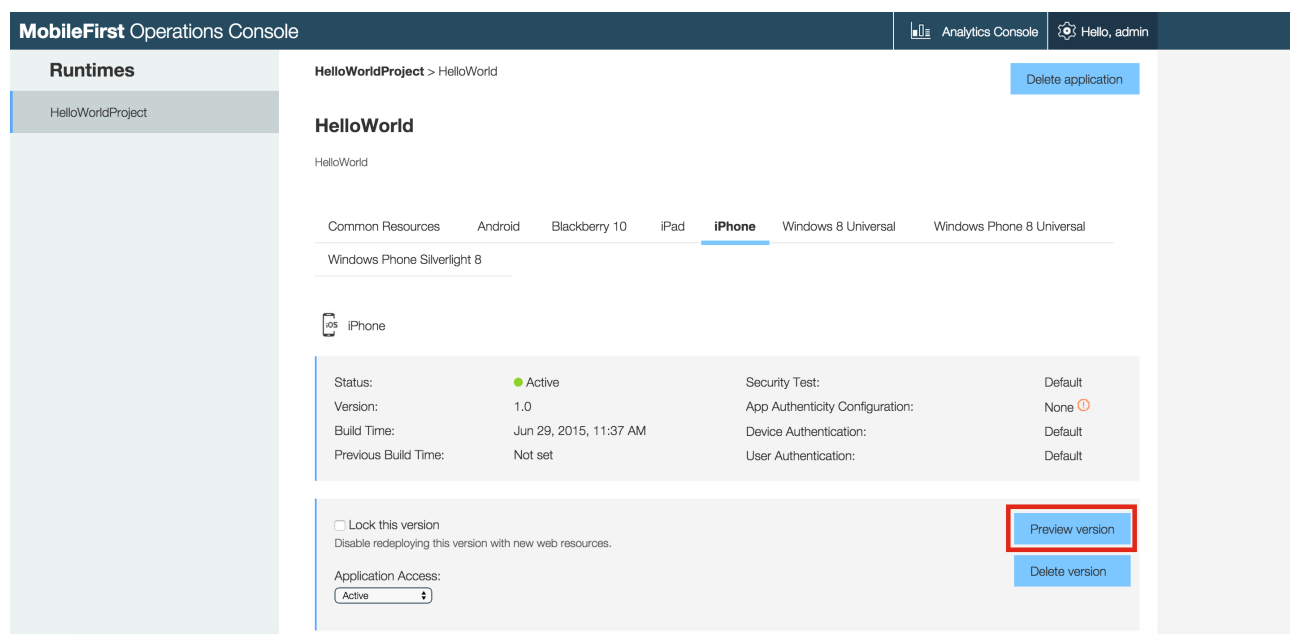 MobileFirst Operations Console
Analytics Console
Hello, admin
Runtimes
HelloWorldProject
HelloWorldProject > HelloWorld
Delete application
HelloWorld
HelloWorld
Common Resources Android Blackberry 10 iPad iPhone Windows 8 Universal Windows Phone 8 Universal
Windows Phone Silverlight 8
iOS iPhone
Status: Active Security Test: Default
Version: 1.0 App Authenticity Configuration: None
Build Time: Jun 29, 2015, 11:37 AM Device Authentication: Default
Previous Build Time: Not set User Authentication: Default
Lock this version
Disable redeploying this version with new web resources.
Preview version
Delete version
Application Access:
Active